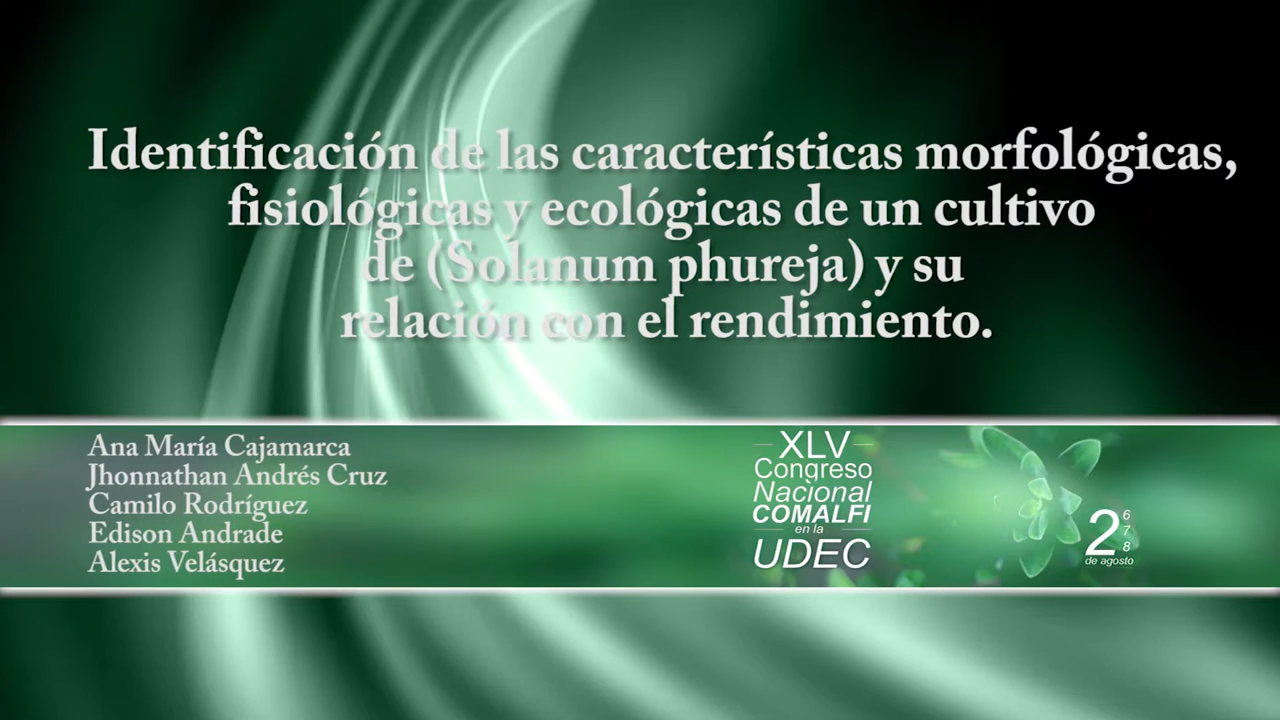 Identificación de las características morfológicas,
fisiológicas y ecológicas de un cultivo
de (Solanum phureja) y su
relación con el rendimiento.
Ana María Cajamarca
Jhonnathan Andrés Cruz
Camilo Rodríguez
Edison Andrade
Alexis Velásquez
XLV
Congreso
Nacional
COMALFI
en la
UDEC
2
6
7
8
de agosto